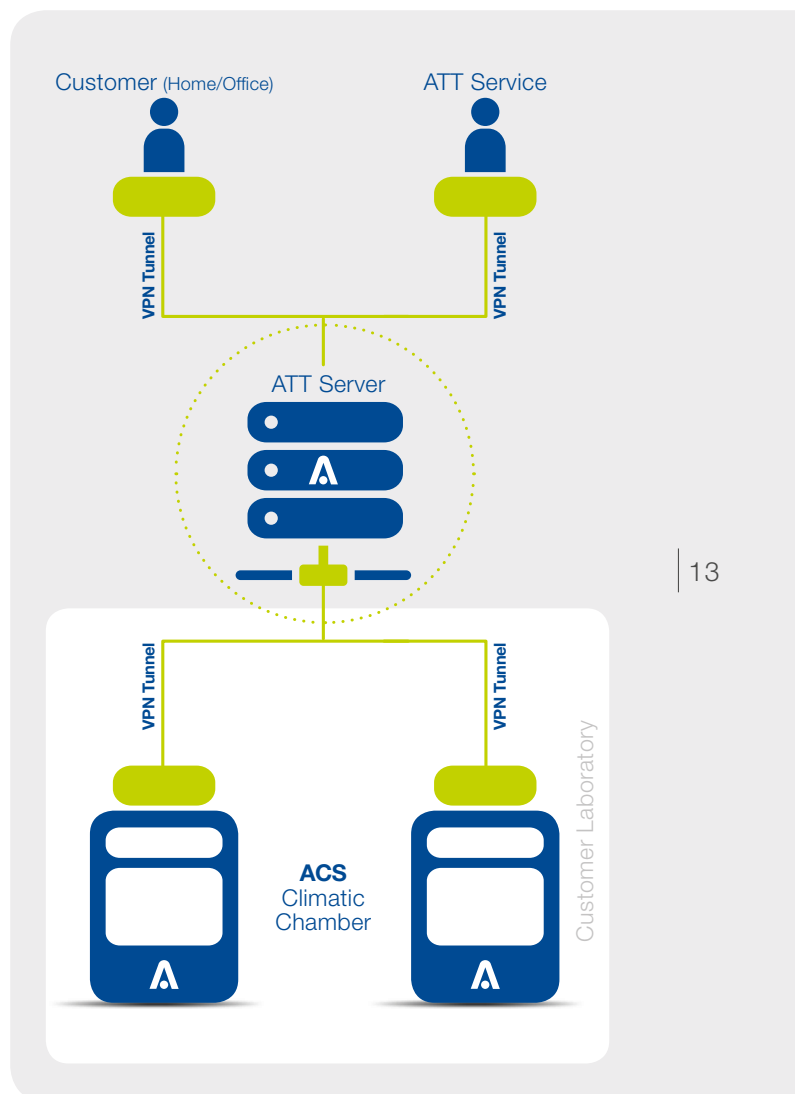 Customer (Home/Office)
ATT Service
VPN Tunnel
VPN Tunnel
ATT Server
13
VPN Tunnel
VPN Tunnel
Customer Laboratory
ACS
Climatic
Chamber